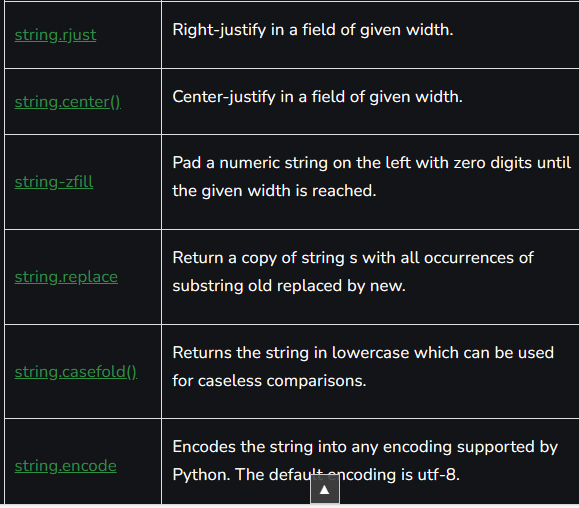 string.rjust
Right-justify in a field of given width.
string.center()
Center-justify in a field of given width.
string-zfill
Pad a numeric string on the left with zero digits until
the given width is reached.
string.replace
Return a copy of string s with all occurrences of
substring old replaced by new.
string.casefold()
Returns the string in lowercase which can be used
for caseless comparisons.
string.encode
Encodes the string into any encoding supported by
Python. The default encoding is utf-8.